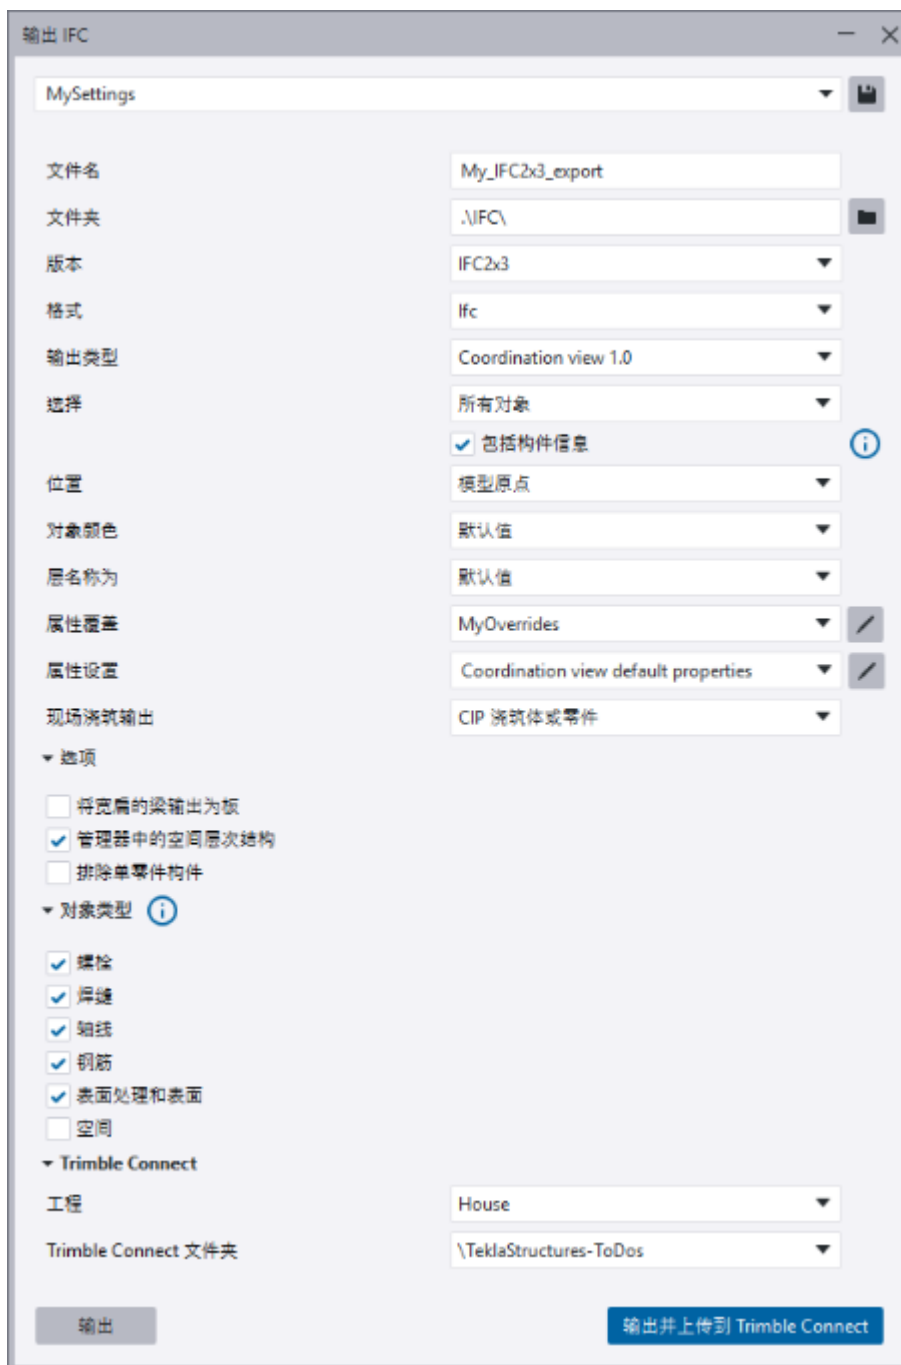 输出 IFC
MySettings
文件名 My_IFC2x3_export
文件夹 .\IFC\
版本 IFC2x3
格式 Ifc
输出类型 Coordination view 1.0
选择 所有对象
包括构件信息
位置 模型原点
对象颜色 默认值
层名称为 默认值
属性覆盖 MyOverrides
属性设置 Coordination view default properties
现场浇筑输出 CIP 浇筑体或零件
选项
将宽扁的梁输出为板
管理器中的空间层次结构
排除单零件构件
对象类型
螺栓
焊缝
轴线
钢筋
表面处理和表面
空间
Trimble Connect
工程 House
Trimble Connect 文件夹 \TeklaStructures-ToDos
输出 输出并上传到 Trimble Connect